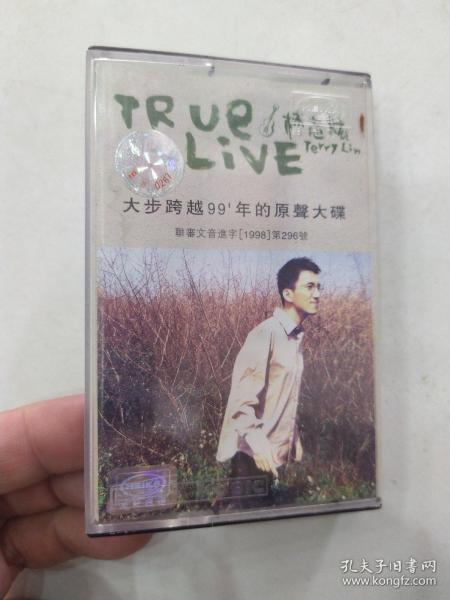 TRUE
LIVE
Terry Lin
大步跨越99'年的原聲大碟
聯審文音進字[1998]第296號
孔夫子旧书网
www.kongfz.com